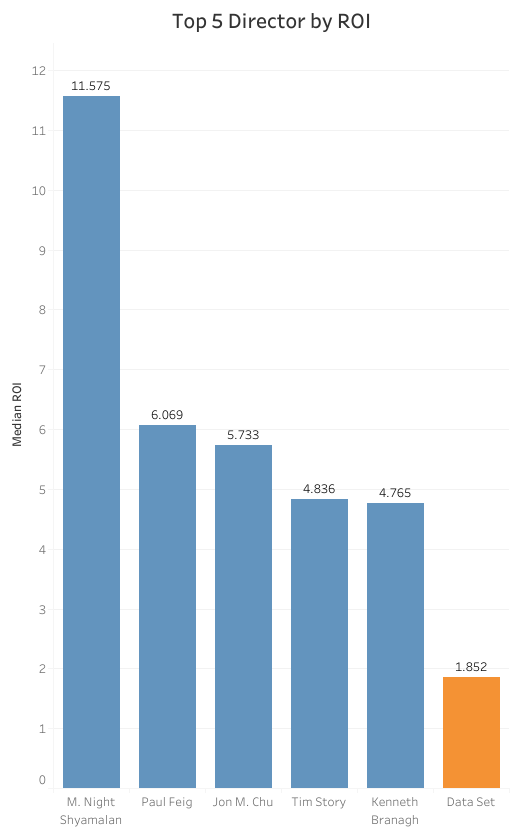 Top 5 Director by ROI
12
11
10
9
8
7
6
5
4
3
2
1
0
Median ROI
11.575
6.069
5.733
4.836
4.765
1.852
M. Night
Shyamalan
Paul Feig
Jon M. Chu
Tim Story
Kenneth
Branagh
Data Set